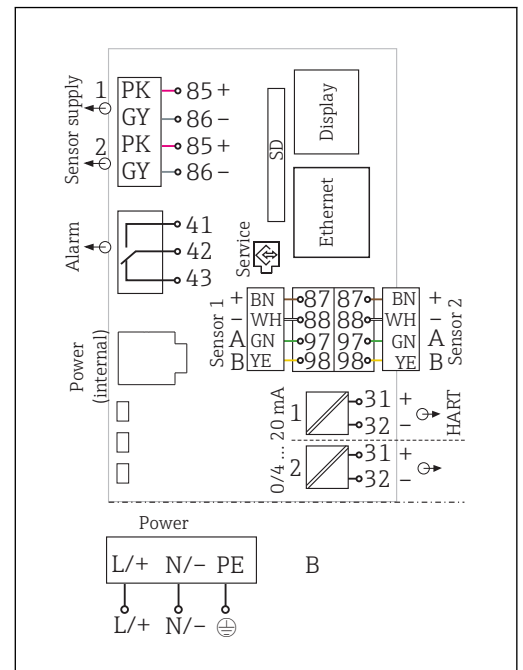 Sensor supply
1 PK 85 +
GY 86 –
2 PK 85 +
GY 86 –
Display
SD
Ethernet
Service
Alarm
41
42
43
Power
(internal)
Sensor 1
+ BN 87 87 BN +
– WH 88 88 WH –
A GN 97 97 GN A
B YE 98 98 YE B
Sensor 2
0/4 ... 20 mA
1 31 +
32 –
HART
2 31 +
32 –
Power
L/+ N/– PE
B
L/+ N/–